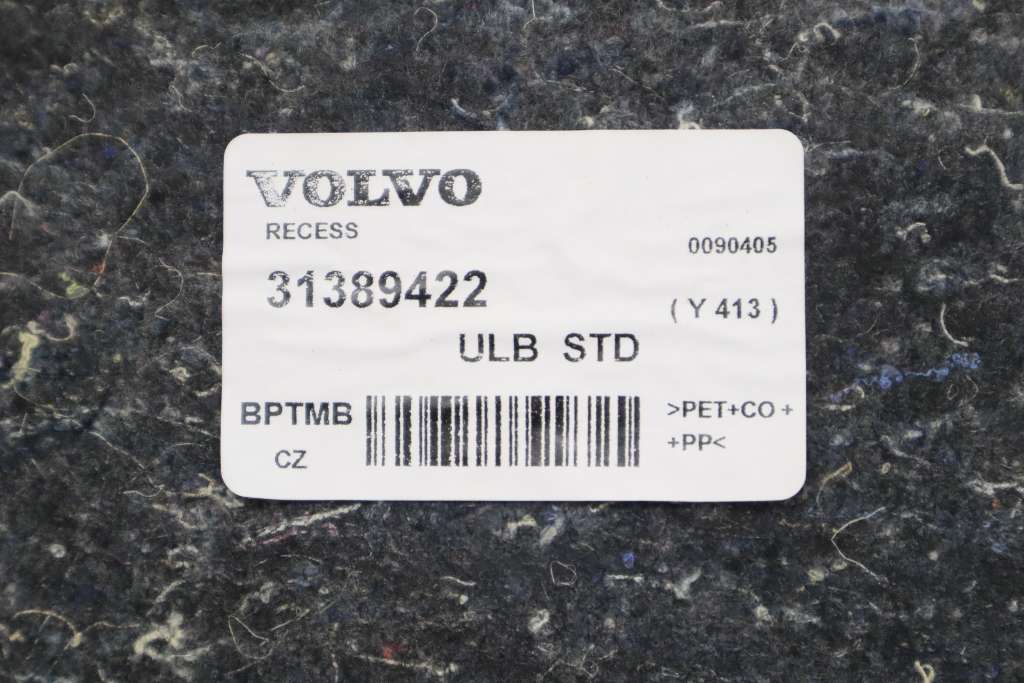 VOLVO
RECESS
0090405
31389422
( Y 413 )
ULB STD
BPTMB
>PET+CO +
CZ
+PP<